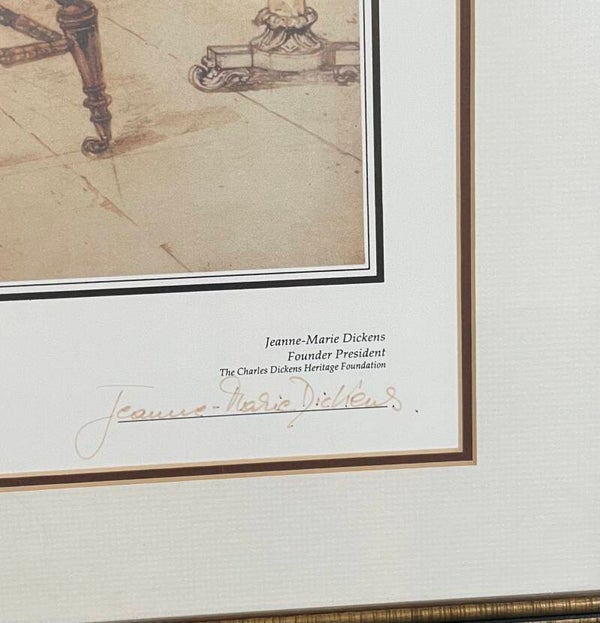 Jeanne-Marie Dickens
Founder President
The Charles Dickens Heritage Foundation
Jeanne-Marie Dickens.